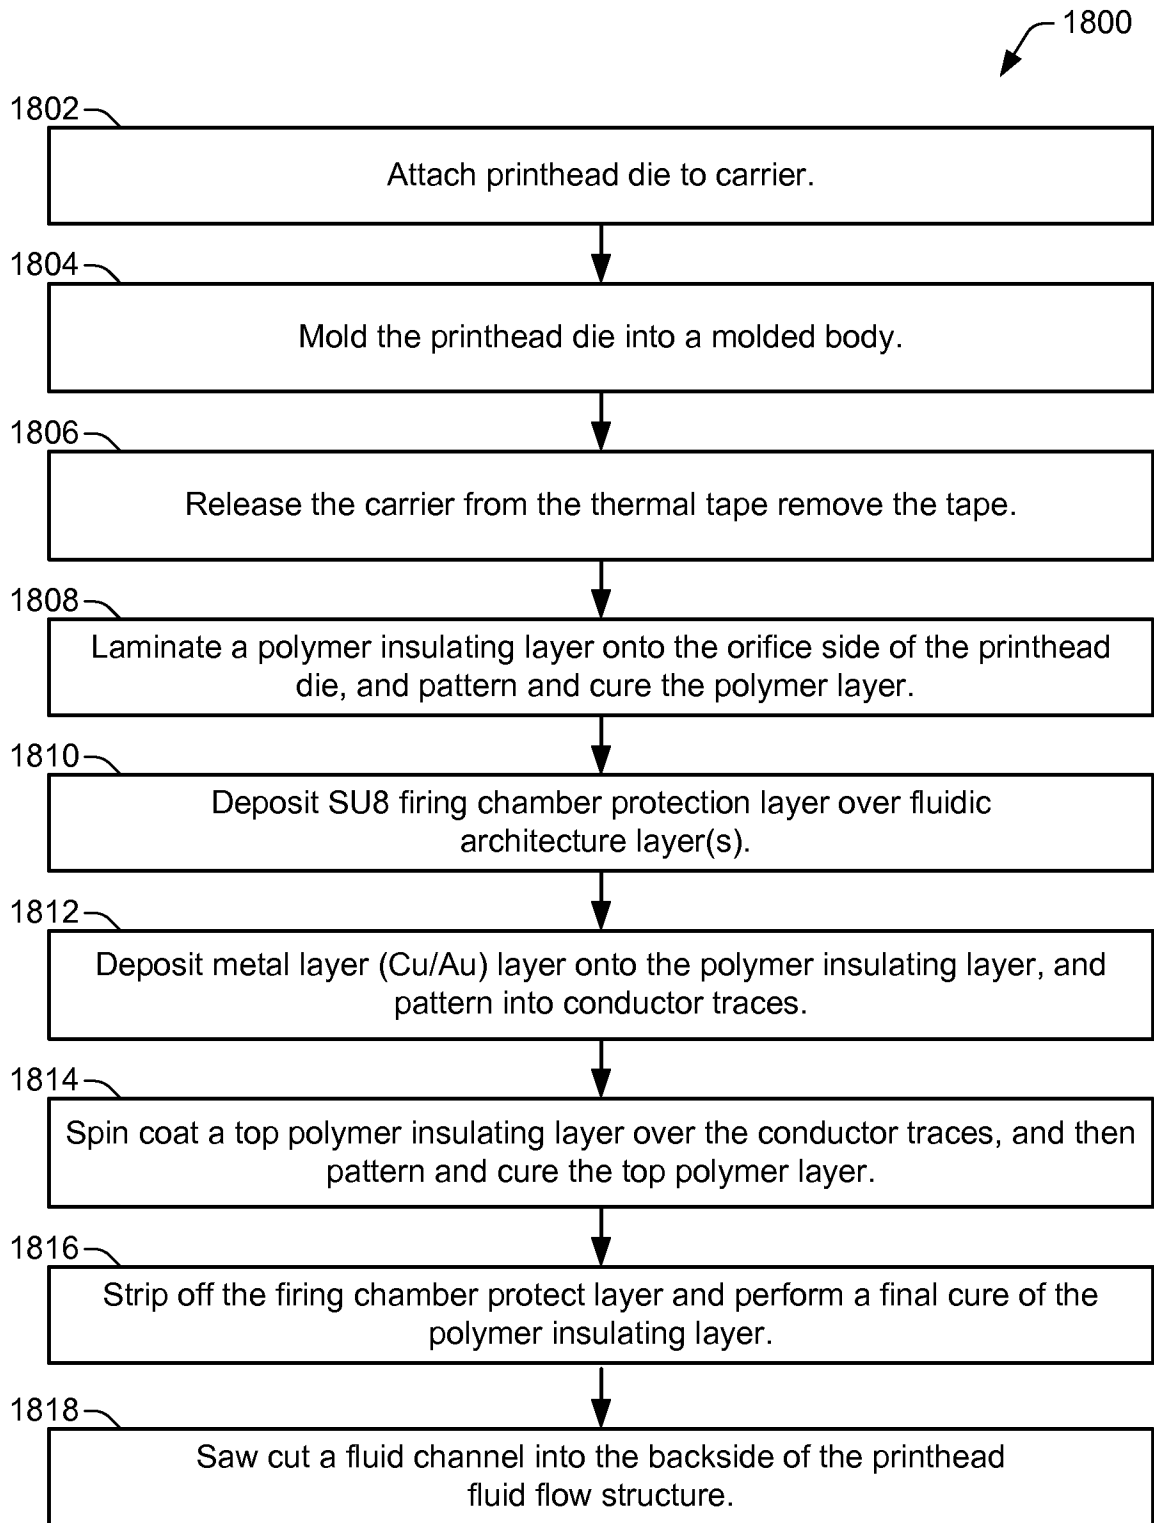 1800
1802
Attach printhead die to carrier.
1804
Mold the printhead die into a molded body.
1806
Release the carrier from the thermal tape remove the tape.
1808
Laminate a polymer insulating layer onto the orifice side of the printhead
die, and pattern and cure the polymer layer.
1810
Deposit SU8 firing chamber protection layer over fluidic
architecture layer(s).
1812
Deposit metal layer (Cu/Au) layer onto the polymer insulating layer, and
pattern into conductor traces.
1814
Spin coat a top polymer insulating layer over the conductor traces, and then
pattern and cure the top polymer layer.
1816
Strip off the firing chamber protect layer and perform a final cure of the
polymer insulating layer.
1818
Saw cut a fluid channel into the backside of the printhead
fluid flow structure.